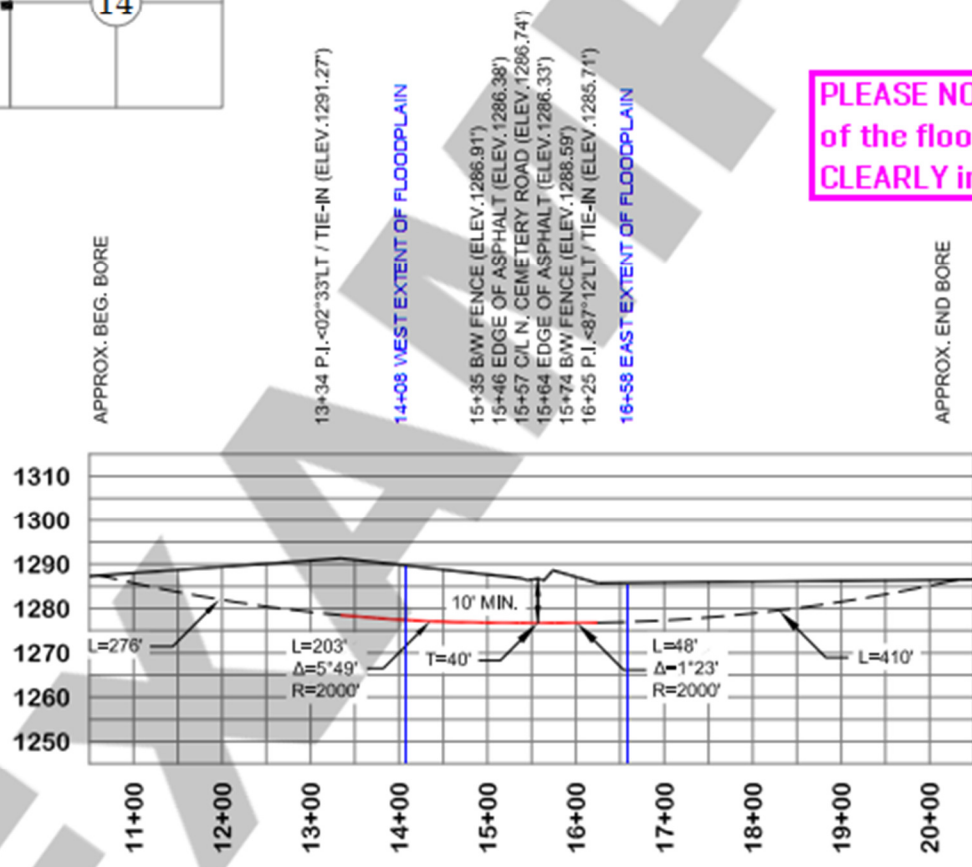 14
PLEASE NO
of the floo
CLEARLY in
APPROX. BEG. BORE
13+34 P.I.<02°33'LT / TIE-IN (ELEV.1291.27')
14+08 WEST EXTENT OF FLOODPLAIN
15+35 B/W FENCE (ELEV.1286.91')
15+46 EDGE OF ASPHALT (ELEV.1286.38')
15+57 C/L N. CEMETERY ROAD (ELEV.1286.74')
15+64 EDGE OF ASPHALT (ELEV.1286.33')
15+74 B/W FENCE (ELEV.1288.59')
16+25 P.I.<87°12'LT / TIE-IN (ELEV.1285.71')
16+58 EAST EXTENT OF FLOODPLAIN
APPROX. END BORE
1310
1300
1290
1280
1270
1260
1250
10' MIN.
L=276'
L=203'
Δ=5°49'
R=2000'
T=40'
L=48'
Δ=1°23'
R=2000'
L=410'
11+00
12+00
13+00
14+00
15+00
16+00
17+00
18+00
19+00
20+00
EXAMP